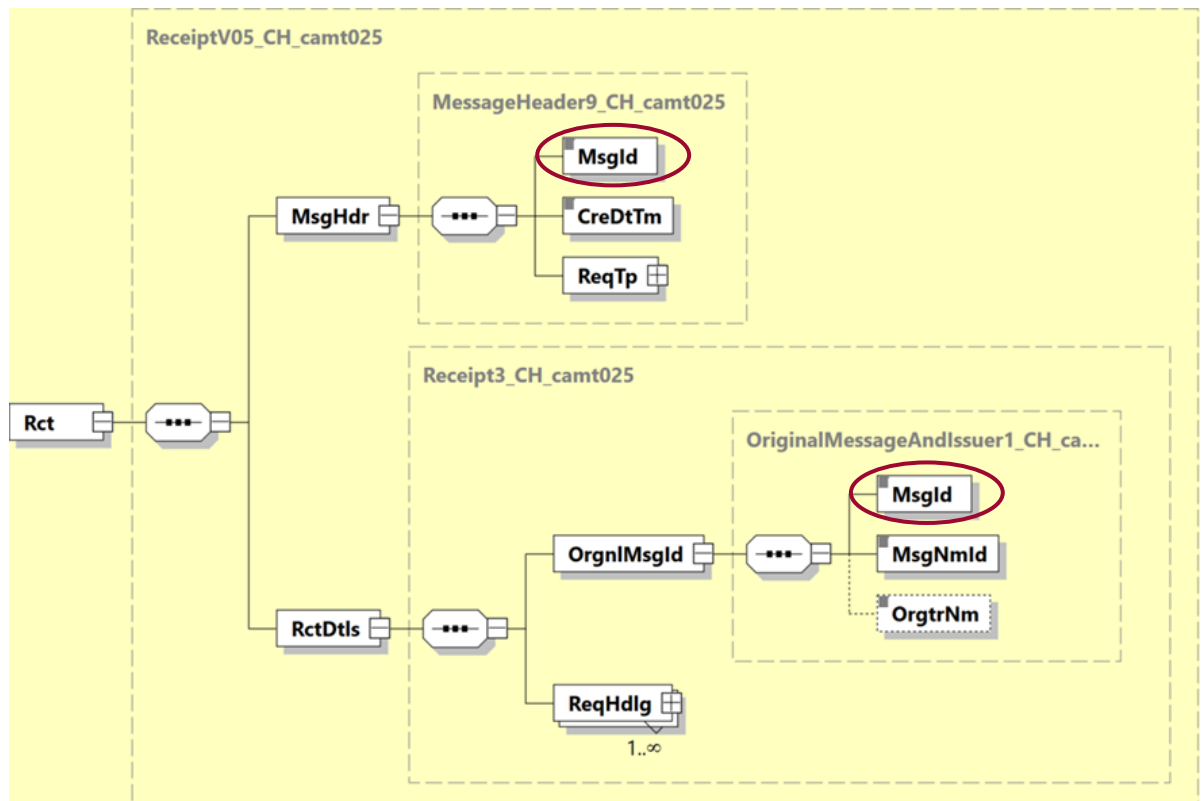 ReceiptV05_CH_camt025
MessageHeader9_CH_camt025
MsgId
MsgHdr
CreDtTm
ReqTp
Receipt3_CH_camt025
Rct
OriginalMessageAndIssuer1_CH_ca...
MsgId
OrgnlMsgId
MsgNmId
OrgtrNm
RctDtls
ReqHdlg
1..∞